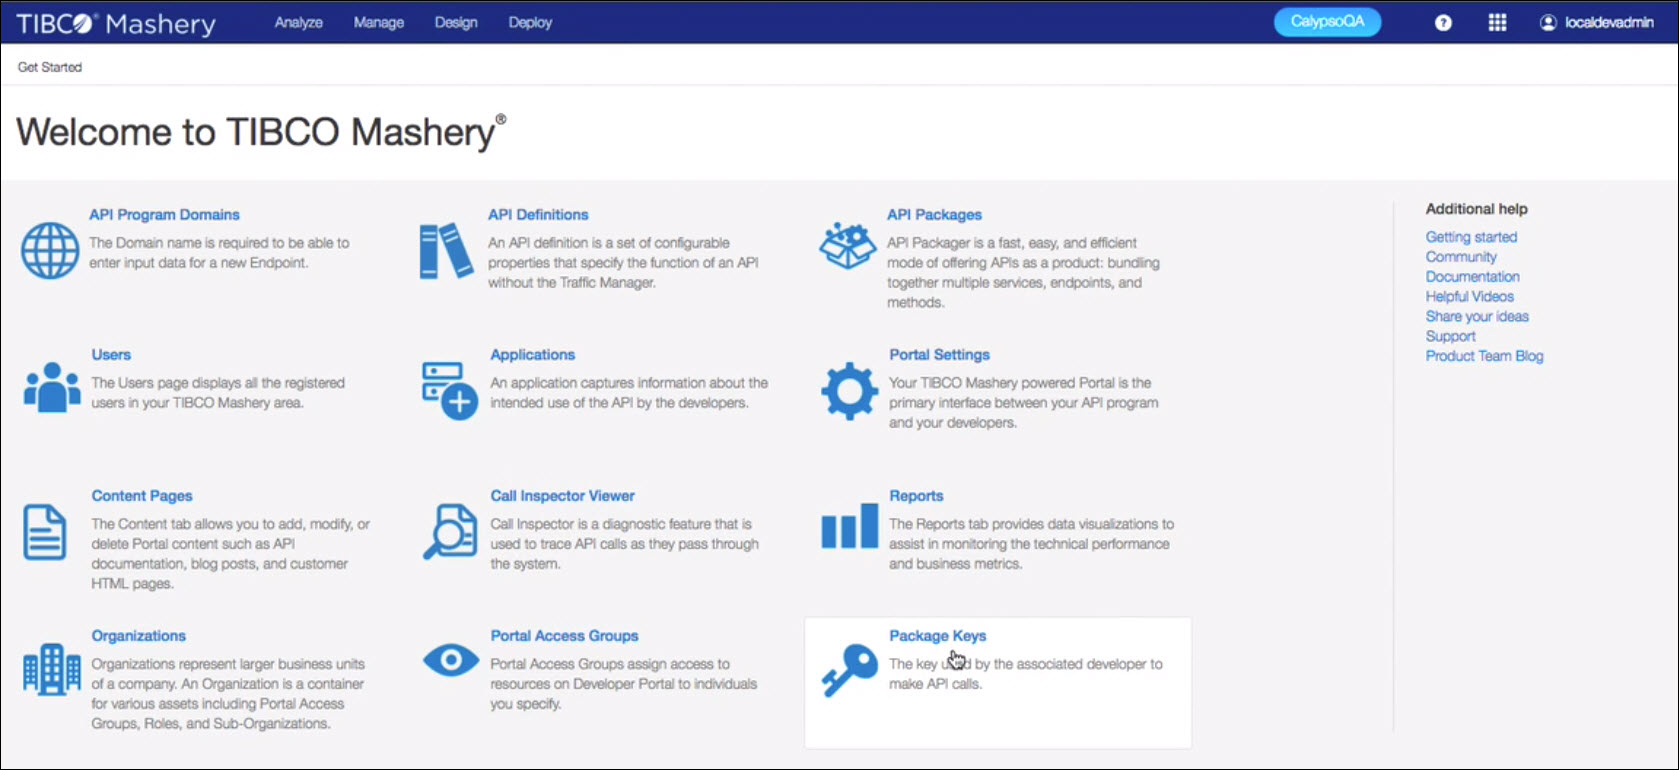 TIBCO® Mashery
Analyze
Manage
Design
Deploy
CalypsoQA
?
localdevadmin
Get Started
Welcome to TIBCO Mashery®
API Program Domains
The Domain name is required to be able to
enter input data for a new Endpoint.
API Definitions
An API definition is a set of configurable
properties that specify the function of an API
without the Traffic Manager.
API Packages
API Packager is a fast, easy, and efficient
mode of offering APIs as a product: bundling
together multiple services, endpoints, and
methods.
Users
The Users page displays all the registered
users in your TIBCO Mashery area.
Applications
An application captures information about the
intended use of the API by the developers.
Portal Settings
Your TIBCO Mashery powered Portal is the
primary interface between your API program
and your developers.
Content Pages
The Content tab allows you to add, modify, or
delete Portal content such as API
documentation, blog posts, and customer
HTML pages.
Call Inspector Viewer
Call Inspector is a diagnostic feature that is
used to trace API calls as they pass through
the system.
Reports
The Reports tab provides data visualizations to
assist in monitoring the technical performance
and business metrics.
Organizations
Organizations represent larger business units
of a company. An Organization is a container
for various assets including Portal Access
Groups, Roles, and Sub-Organizations.
Portal Access Groups
Portal Access Groups assign access to
resources on Developer Portal to individuals
you specify.
Package Keys
The key used by the associated developer to
make API calls.
Additional help
Getting started
Community
Documentation
Helpful Videos
Share your ideas
Support
Product Team Blog